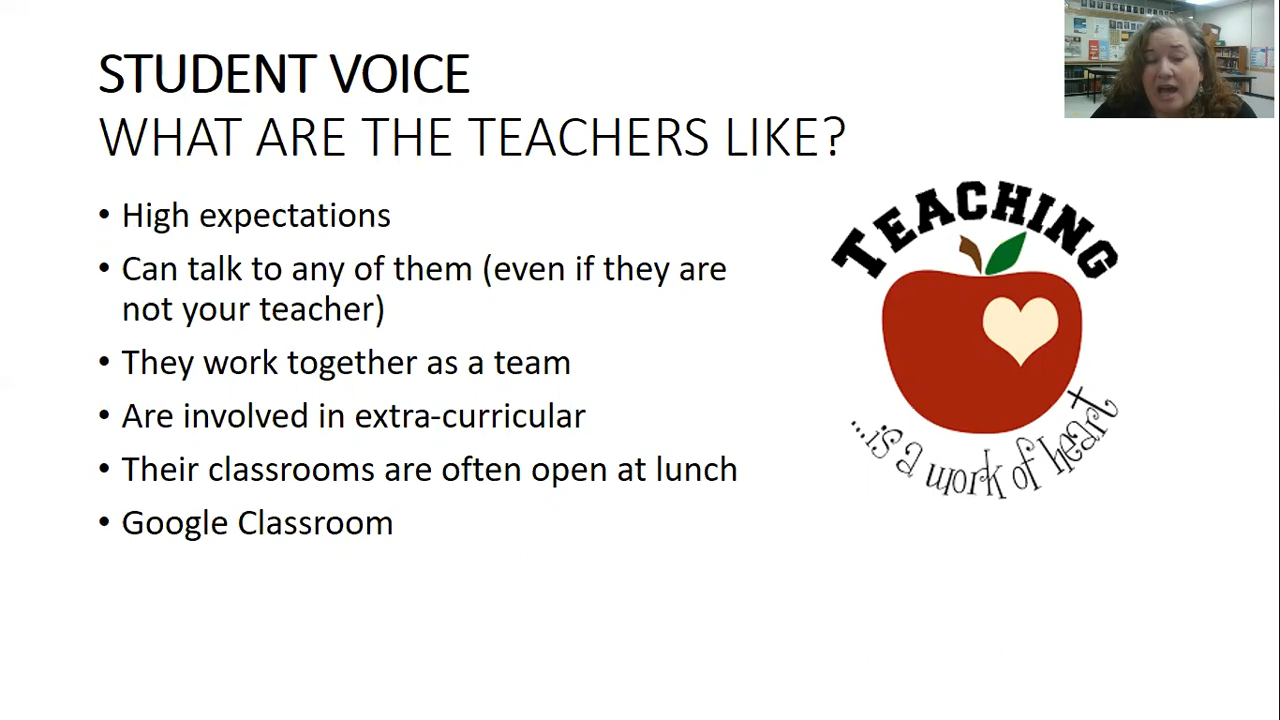 STUDENT VOICE
WHAT ARE THE TEACHERS LIKE?
• High expectations
• Can talk to any of them (even if they are
not your teacher)
• They work together as a team
• Are involved in extra-curricular
• Their classrooms are often open at lunch
• Google Classroom
TEACHING
...is a work of heart